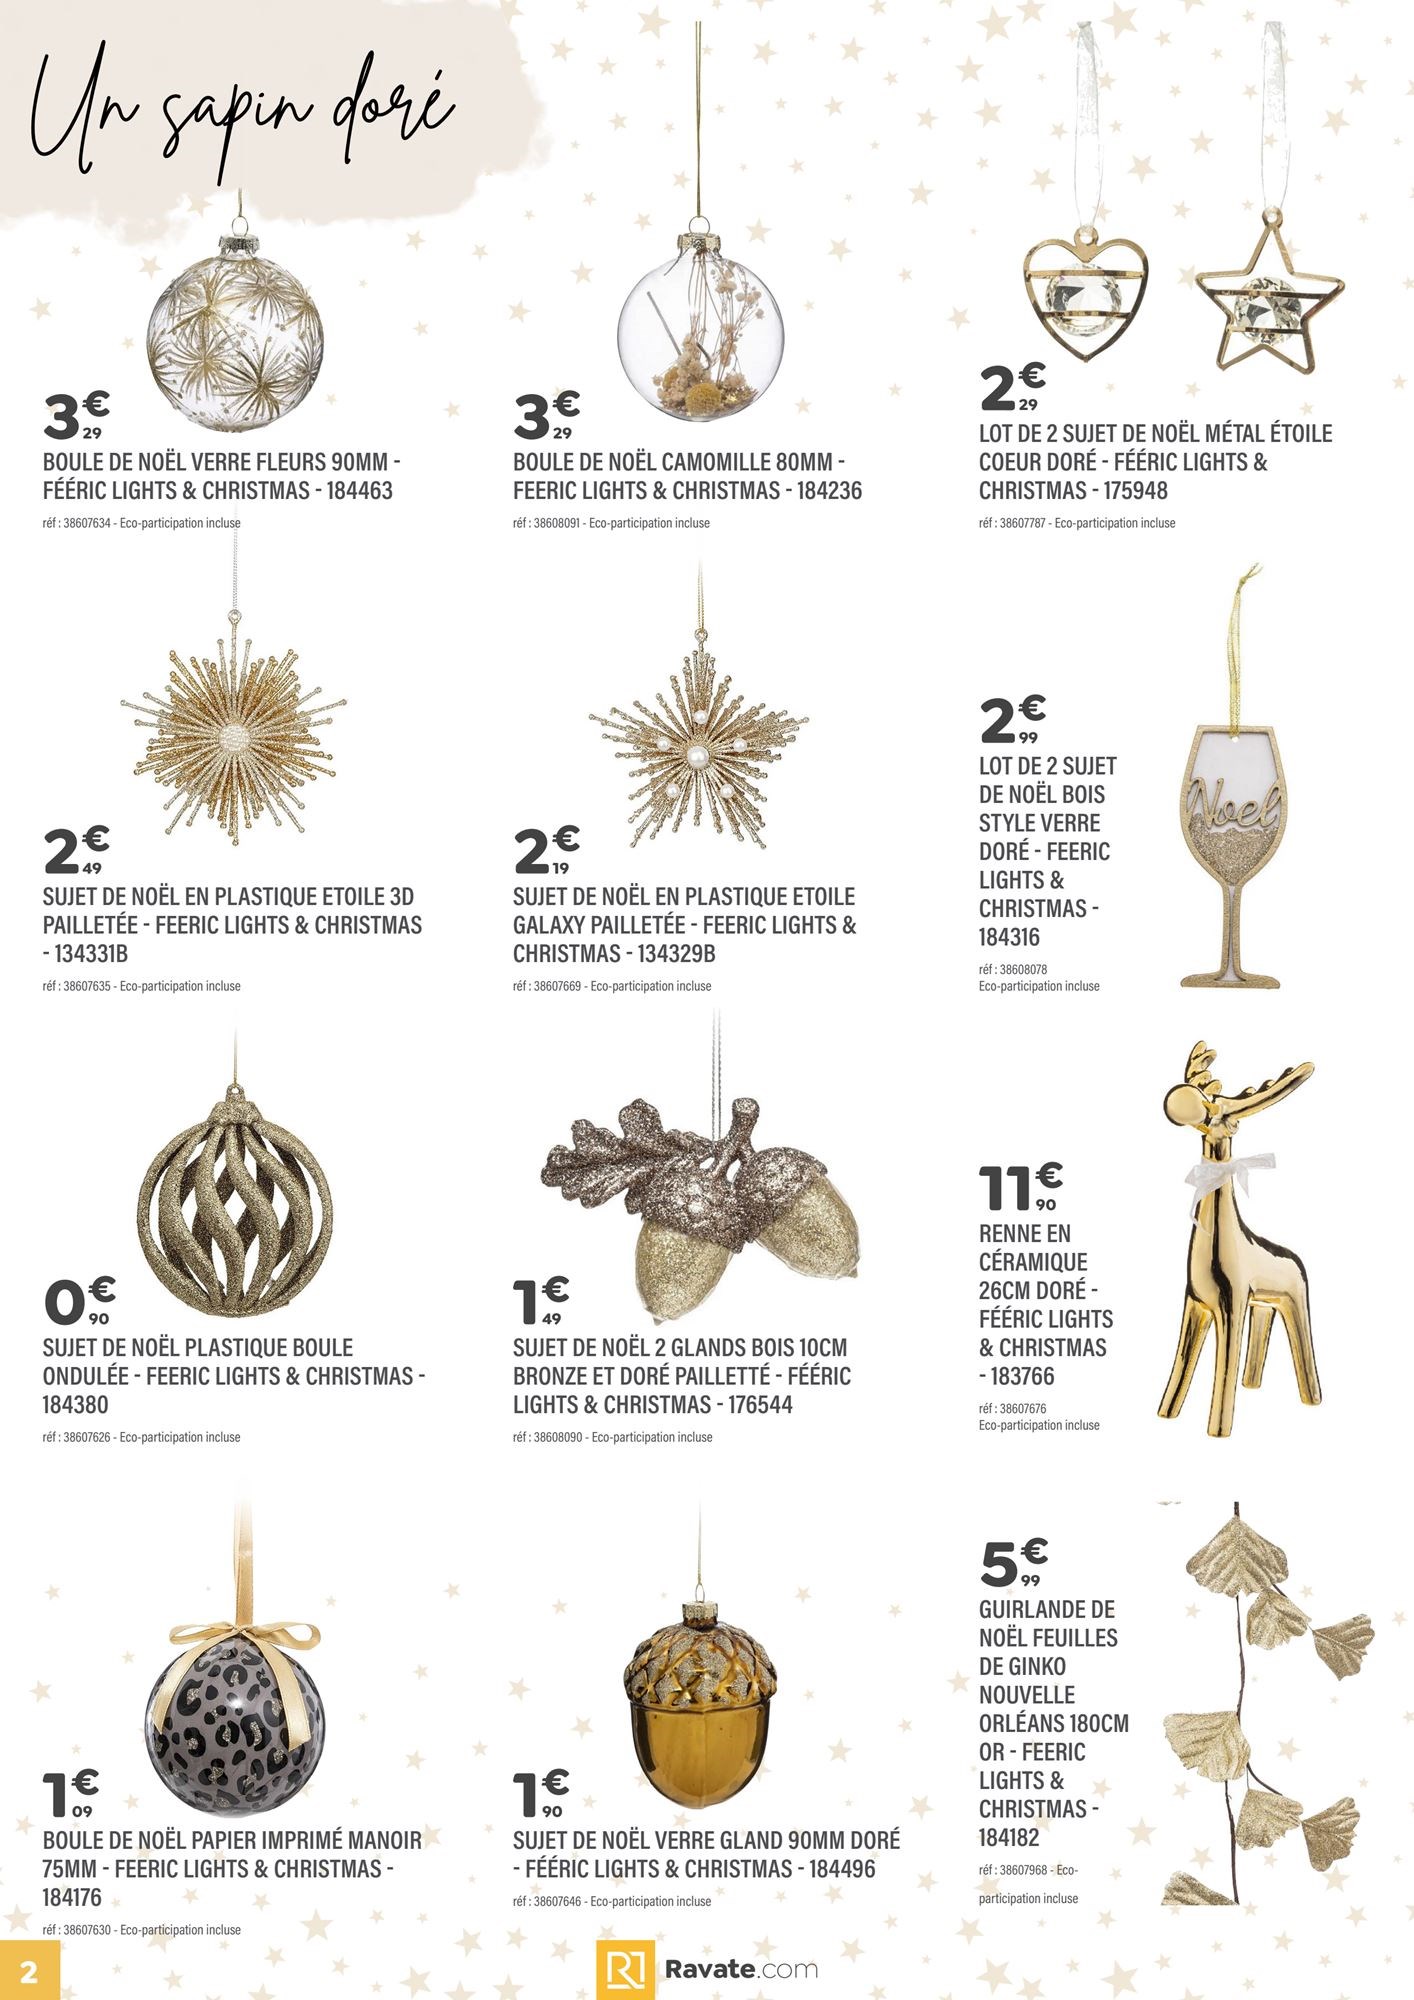 Un sapin doré
3€29
BOULE DE NOËL VERRE FLEURS 90MM -
FÉÉRIC LIGHTS & CHRISTMAS - 184463
réf : 38607634 - Eco-participation incluse
3€29
BOULE DE NOËL CAMOMILLE 80MM -
FEERIC LIGHTS & CHRISTMAS - 184236
réf : 38608091 - Eco-participation incluse
2€29
LOT DE 2 SUJET DE NOËL MÉTAL ÉTOILE
COEUR DORÉ - FÉÉRIC LIGHTS &
CHRISTMAS - 175948
réf : 38607787 - Eco-participation incluse
2€49
SUJET DE NOËL EN PLASTIQUE ETOILE 3D
PAILLETÉE - FEERIC LIGHTS & CHRISTMAS
- 134331B
réf : 38607635 - Eco-participation incluse
2€19
SUJET DE NOËL EN PLASTIQUE ETOILE
GALAXY PAILLETÉE - FEERIC LIGHTS &
CHRISTMAS - 134329B
réf : 38607669 - Eco-participation incluse
2€99
LOT DE 2 SUJET
DE NOËL BOIS
STYLE VERRE
DORÉ - FEERIC
LIGHTS &
CHRISTMAS -
184316
réf : 38608078
Eco-participation incluse
Noel
0€90
SUJET DE NOËL PLASTIQUE BOULE
ONDULÉE - FEERIC LIGHTS & CHRISTMAS -
184380
réf : 38607626 - Eco-participation incluse
1€49
SUJET DE NOËL 2 GLANDS BOIS 10CM
BRONZE ET DORÉ PAILLETTÉ - FÉÉRIC
LIGHTS & CHRISTMAS - 176544
réf : 38608090 - Eco-participation incluse
11€90
RENNE EN
CÉRAMIQUE
26CM DORÉ -
FÉÉRIC LIGHTS
& CHRISTMAS
- 183766
réf : 38607676
Eco-participation incluse
1€09
BOULE DE NOËL PAPIER IMPRIMÉ MANOIR
75MM - FEERIC LIGHTS & CHRISTMAS -
184176
réf : 38607630 - Eco-participation incluse
1€90
SUJET DE NOËL VERRE GLAND 90MM DORÉ
- FÉÉRIC LIGHTS & CHRISTMAS - 184496
réf : 38607646 - Eco-participation incluse
5€99
GUIRLANDE DE
NOËL FEUILLES
DE GINKO
NOUVELLE
ORLÉANS 180CM
OR - FEERIC
LIGHTS &
CHRISTMAS -
184182
réf : 38607968 - Eco-
participation incluse
2
R Ravate.com